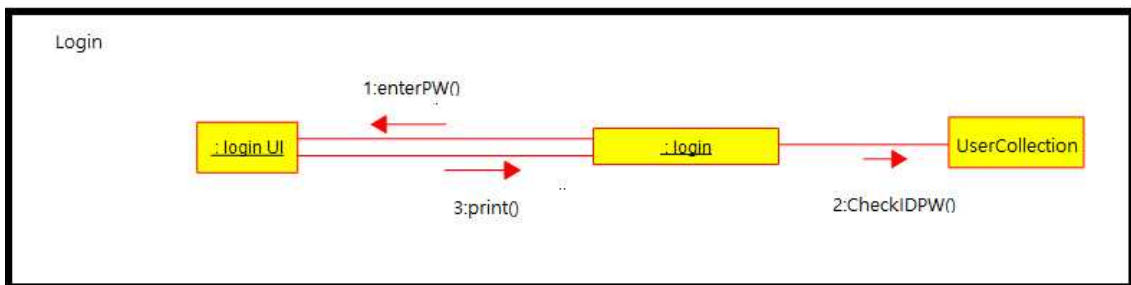 Login
1:enterPW()
: login UI
: login
UserCollection
3:print()
2:CheckIDPW()